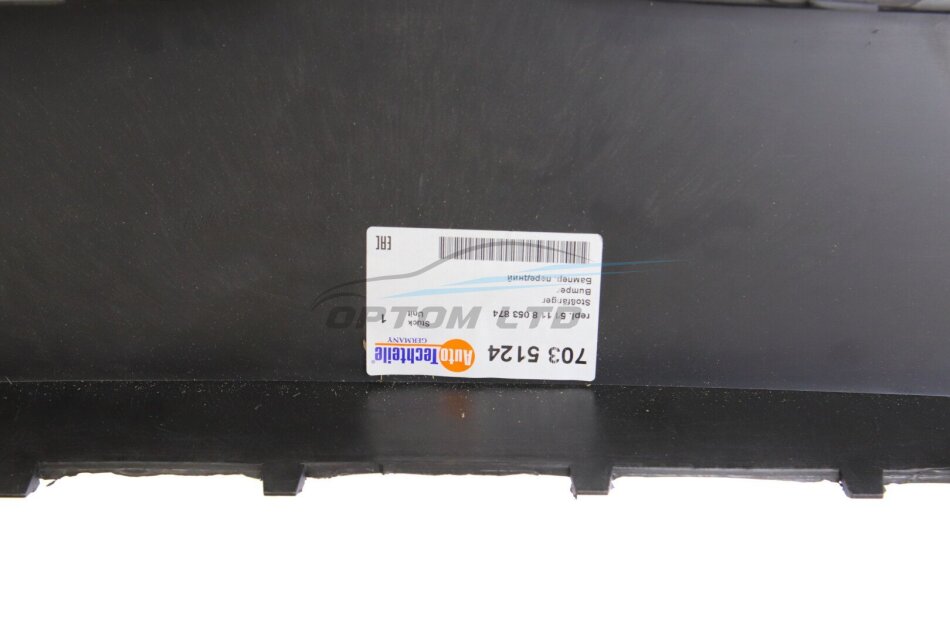 703 5124
AutoTechteile®
GERMANY
repl. 51 11 8 053 874
Stoßfänger
Bumper
Бампер, передний
Stück
Unit
1
EAC
OPTOM LTD